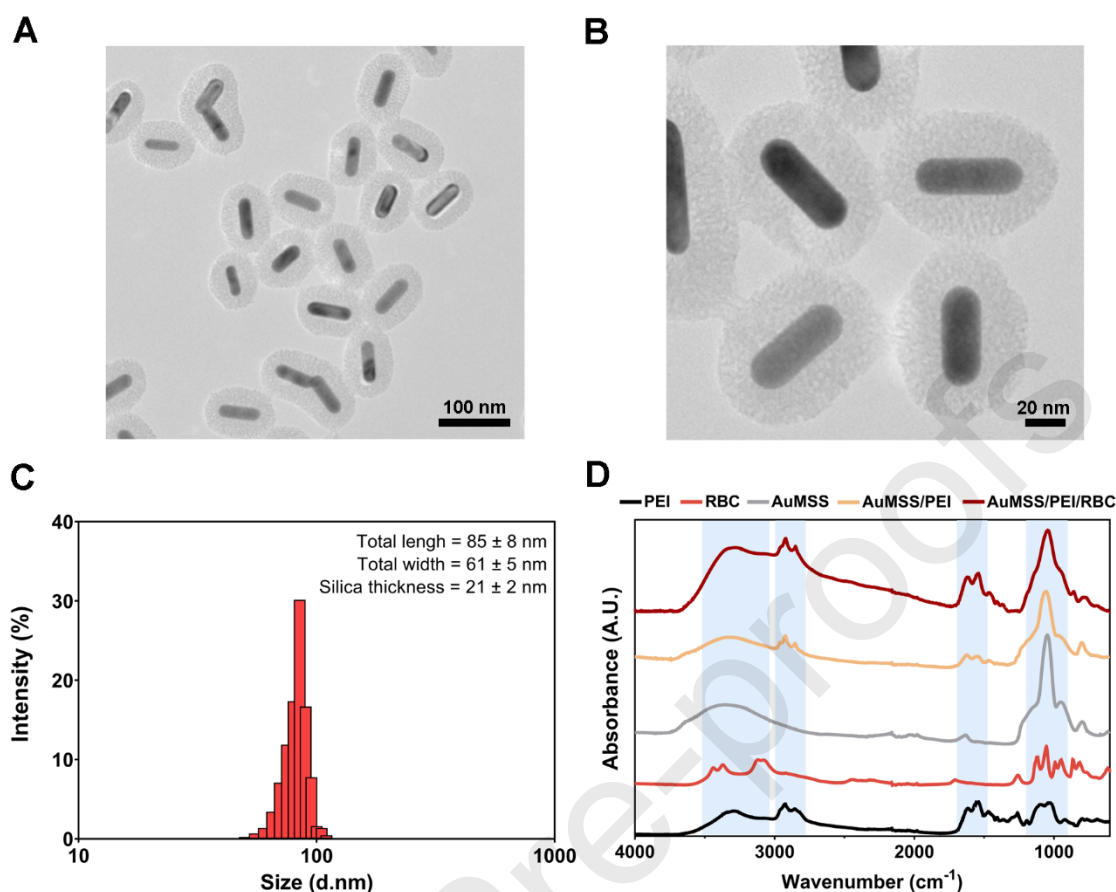 A
100 nm
B
20 nm
C
Total lengh = 85 ± 8 nm
Total width = 61 ± 5 nm
Silica thickness = 21 ± 2 nm
40
30
20
10
0
10
100
1000
Intensity (%)
Size (d.nm)
D
PEI RBC AuMSS AuMSS/PEI AuMSS/PEI/RBC
Absorbance (A.U.)
4000
3000
2000
1000
Wavenumber (cm⁻¹)
re-proofs